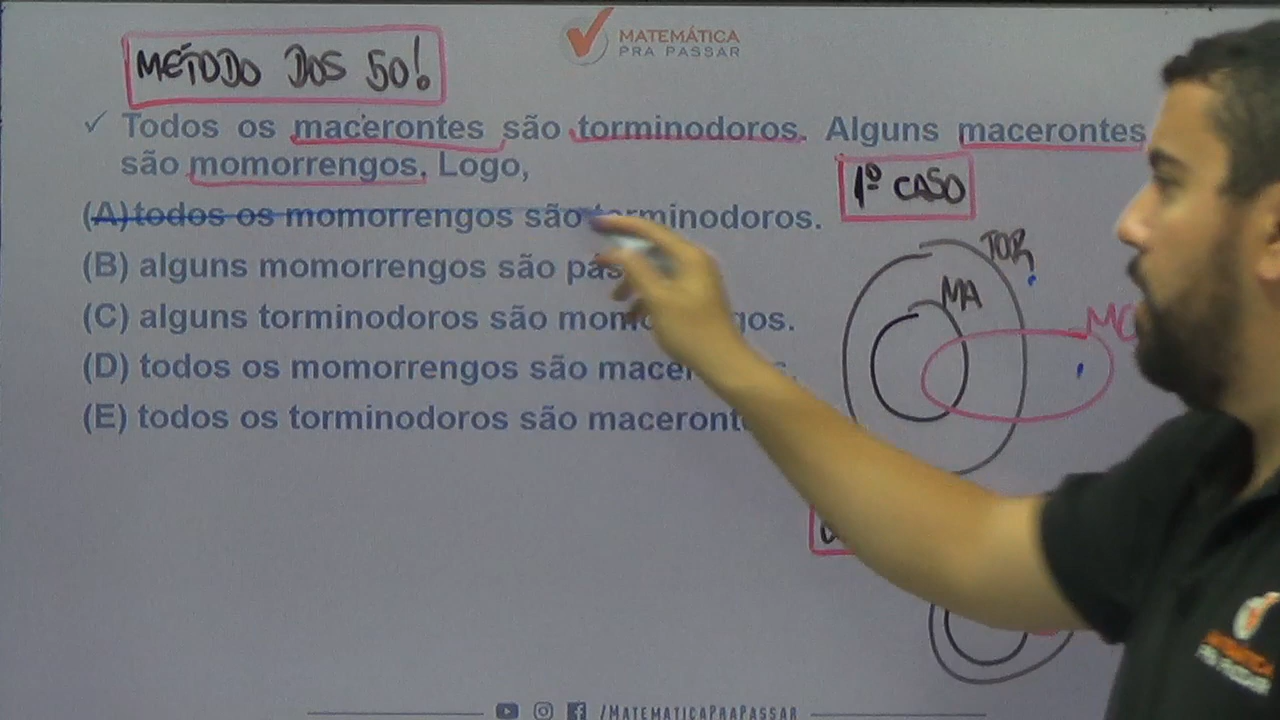 MATEMÁTICA
PRA PASSAR
MÉTODO DOS 50!
✓ Todos os macerontes são torminodoros. Alguns macerontes
são momorrengos. Logo,
1º CASO
(A) todos os momorrengos são torminodoros.
(B) alguns momorrengos são
(C) alguns torminodoros são
(D) todos os momorrengos são
(E) todos os torminodoros são
TOR
MA
/MATEMATICAPRAPASSAR